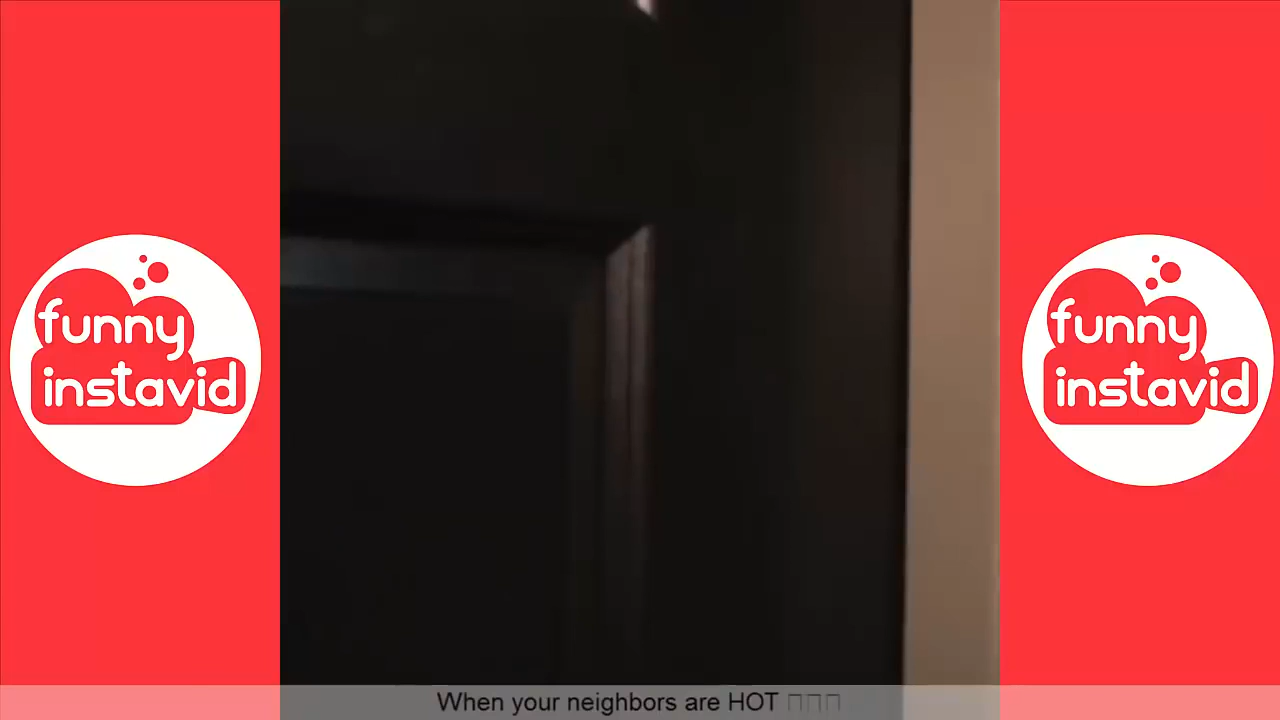 funny
instavid
funny
instavid
When your neighbors are HOT